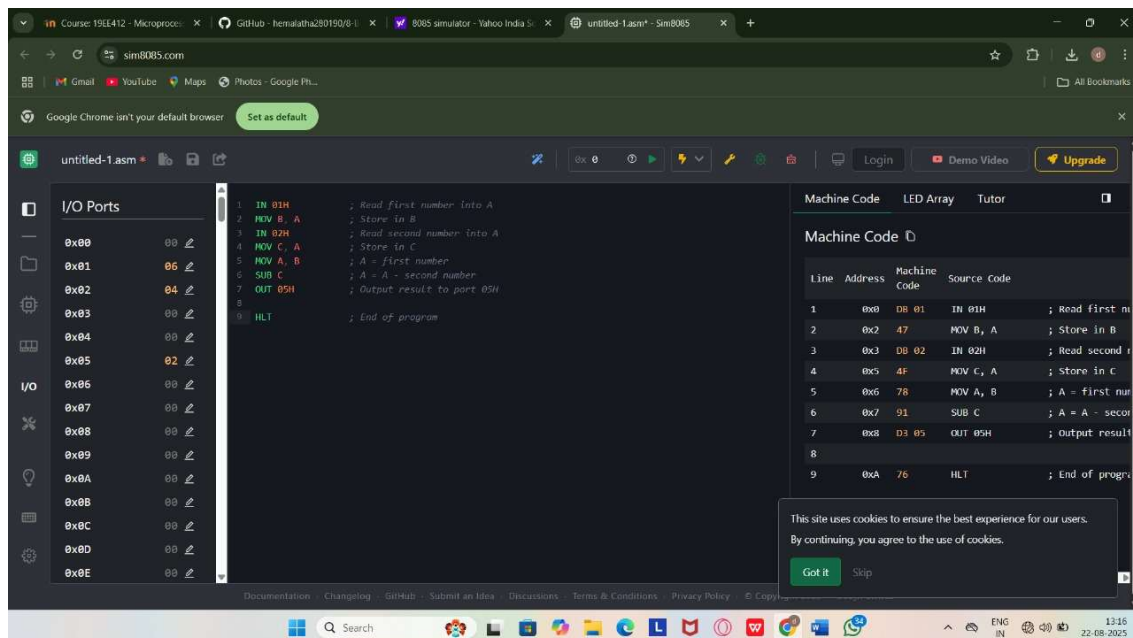 Course: 19EE412 - Microproces
GitHub - hemalatha280190/8-
8085 simulator - Yahoo India Se
untitled-1.asm* - Sim8085
sim8085.com
Gmail YouTube Maps Photos - Google Ph...
All Bookmarks
Google Chrome isn't your default browser Set as default
untitled-1.asm * 0x 0 Login Demo Video Upgrade
I/O Ports
0x00 00
0x01 06
0x02 04
0x03 00
0x04 00
0x05 02
0x06 00
0x07 00
0x08 00
0x09 00
0x0A 00
0x0B 00
0x0C 00
0x0D 00
0x0E 00
I/O
1 IN 01H ; Read first number into A
2 MOV B, A ; Store in B
3 IN 02H ; Read second number into A
4 MOV C, A ; Store in C
5 MOV A, B ; A = first number
6 SUB C ; A = A - second number
7 OUT 05H ; Output result to port 05H
8
9 HLT ; End of program
Machine Code LED Array Tutor
Machine Code
Line Address Machine Code Source Code
1 0x0 DB 01 IN 01H ; Read first nu
2 0x2 47 MOV B, A ; Store in B
3 0x3 DB 02 IN 02H ; Read second r
4 0x5 4F MOV C, A ; Store in C
5 0x6 78 MOV A, B ; A = first num
6 0x7 91 SUB C ; A = A - secon
7 0x8 D3 05 OUT 05H ; Output result
8
9 0xA 76 HLT ; End of progra
This site uses cookies to ensure the best experience for our users.
By continuing, you agree to the use of cookies.
Got it Skip
Documentation - Changelog - GitHub - Submit an Idea - Discussions - Terms & Conditions - Privacy Policy - © Copy
Search
ENG
IN
13:16
22-08-2025